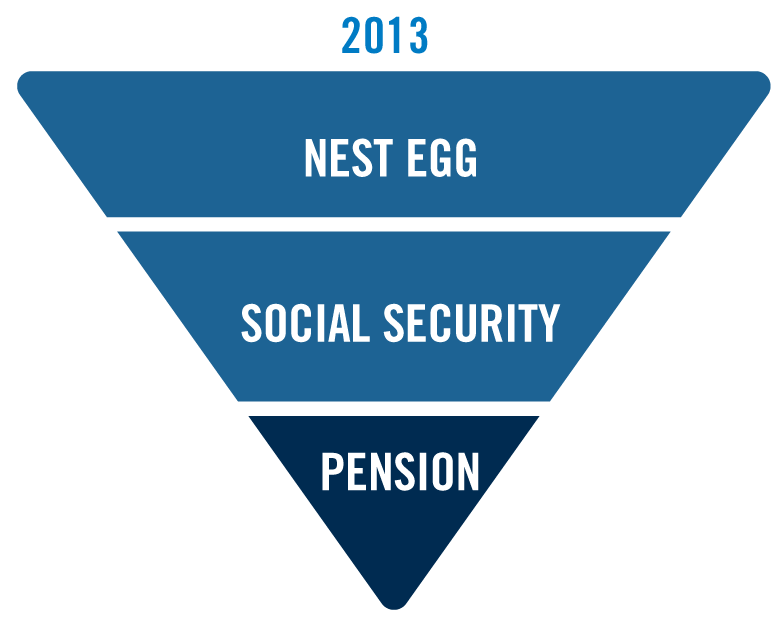 2013
NEST EGG
SOCIAL SECURITY
PENSION